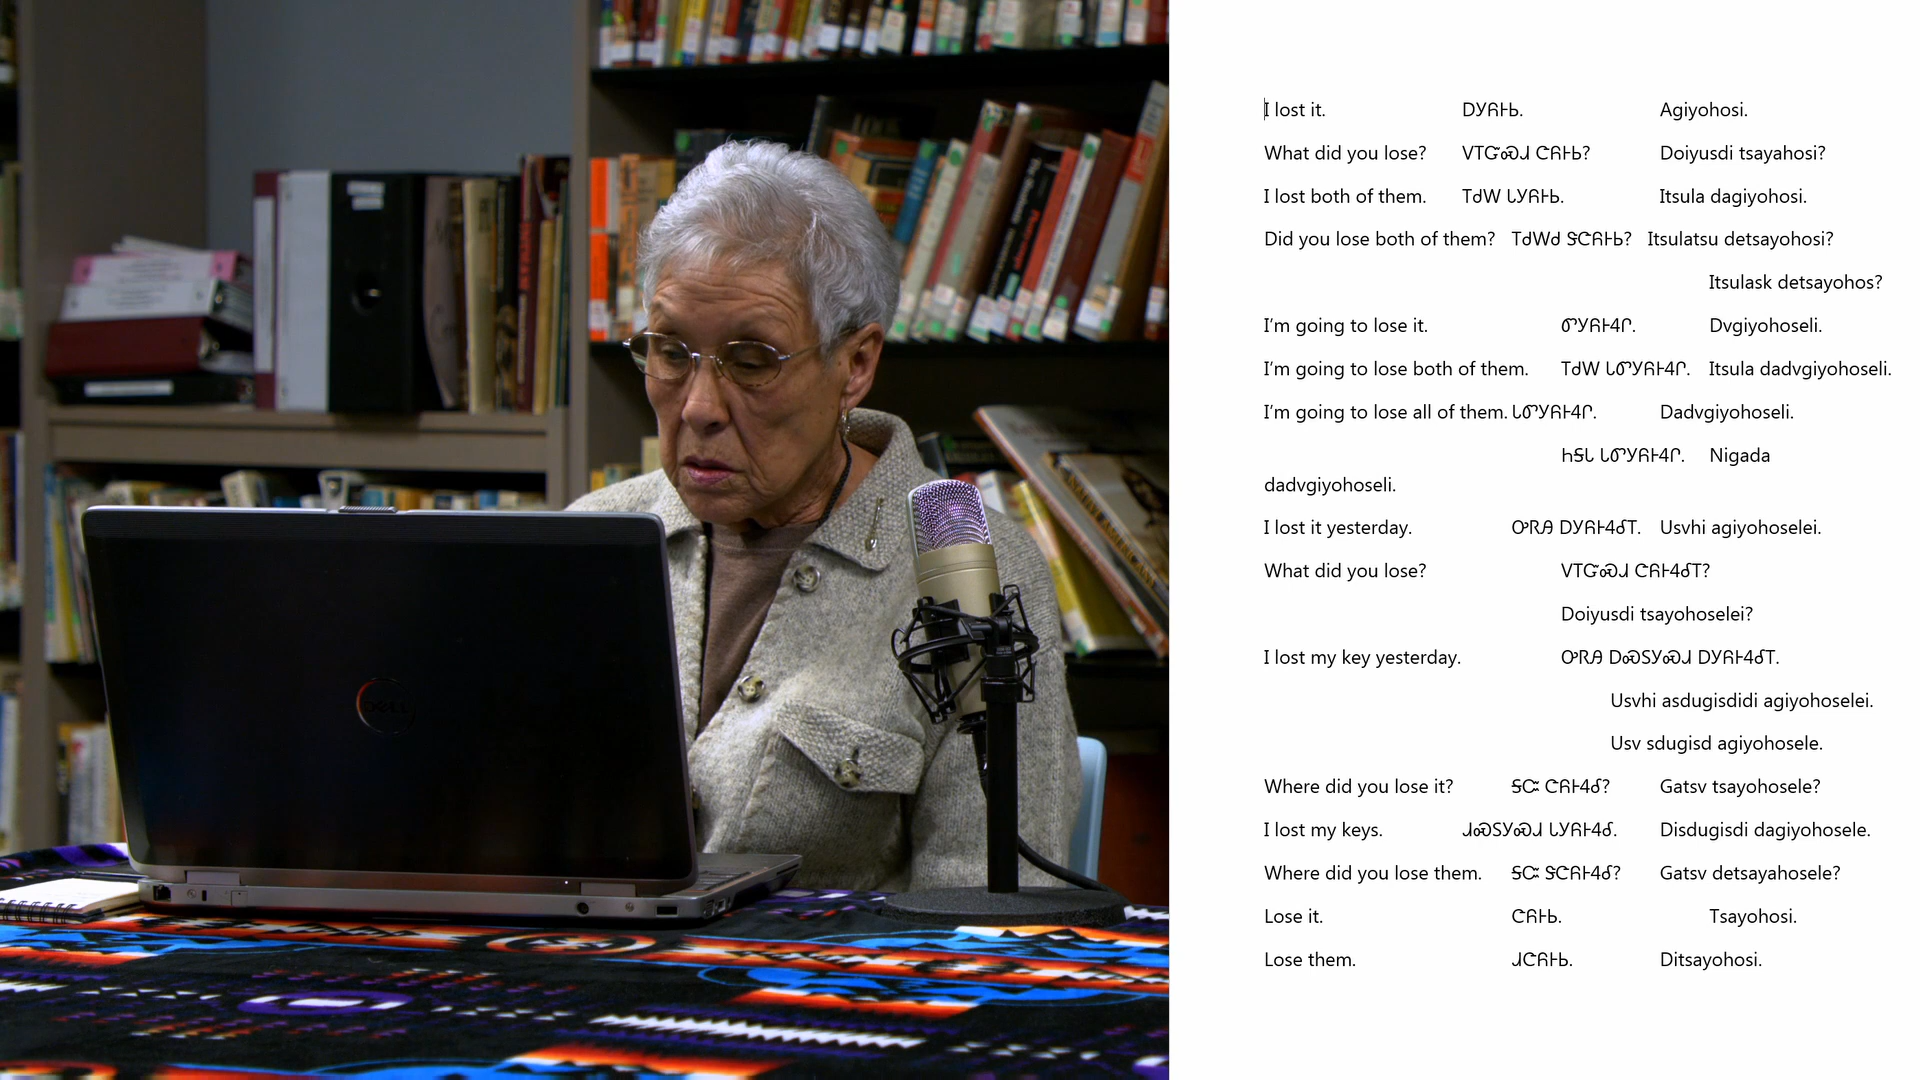 I lost it. ᎠᎩᏲᎰᏏ. Agiyohosi.
What did you lose? ᏙᎢᏳᏍᏗ ᏣᏲᎰᏏ? Doiyusdi tsayahosi?
I lost both of them. ᎢᏧᎳ ᏓᎩᏲᎰᏏ. Itsula dagiyohosi.
Did you lose both of them? ᎢᏧᎳᏧ ᏕᏣᏲᎰᏏ? Itsulatsu detsayohosi?
Itsulask detsayohos?
I'm going to lose it. ᏛᎩᏲᎰᏎᎵ. Dvgiyohoseli.
I'm going to lose both of them. ᎢᏧᎳ ᏓᏛᎩᏲᎰᏎᎵ. Itsula dadvgiyohoseli.
I'm going to lose all of them. ᏓᏛᎩᏲᎰᏎᎵ. Dadvgiyohoseli.
ᏂᎦᏓ ᏓᏛᎩᏲᎰᏎᎵ. Nigada
dadvgiyohoseli.
I lost it yesterday. ᎤᏒᎯ ᎠᎩᏲᎰᏎᎴᎢ. Usvhi agiyohoselei.
What did you lose? ᏙᎢᏳᏍᏗ ᏣᏲᎰᏎᎴᎢ?
Doiyusdi tsayohoselei?
I lost my key yesterday. ᎤᏒᎯ ᎠᏍᏚᎩᏍᏗ ᎠᎩᏲᎰᏎᎴᎢ.
Usvhi asdugisdidi agiyohoselei.
Usv sdugisd agiyohosele.
Where did you lose it? ᎦᏨ ᏣᏲᎰᏎᎴ? Gatsv tsayohosele?
I lost my keys. ᏗᏍᏚᎩᏍᏗ ᏓᎩᏲᎰᏎᎴ. Disdugisdi dagiyohosele.
Where did you lose them. ᎦᏨ ᏕᏣᏲᎰᏎᎴ? Gatsv detsayahosele?
Lose it. ᏣᏲᎰᏏ. Tsayohosi.
Lose them. ᏗᏣᏲᎰᏏ. Ditsayohosi.
DELL